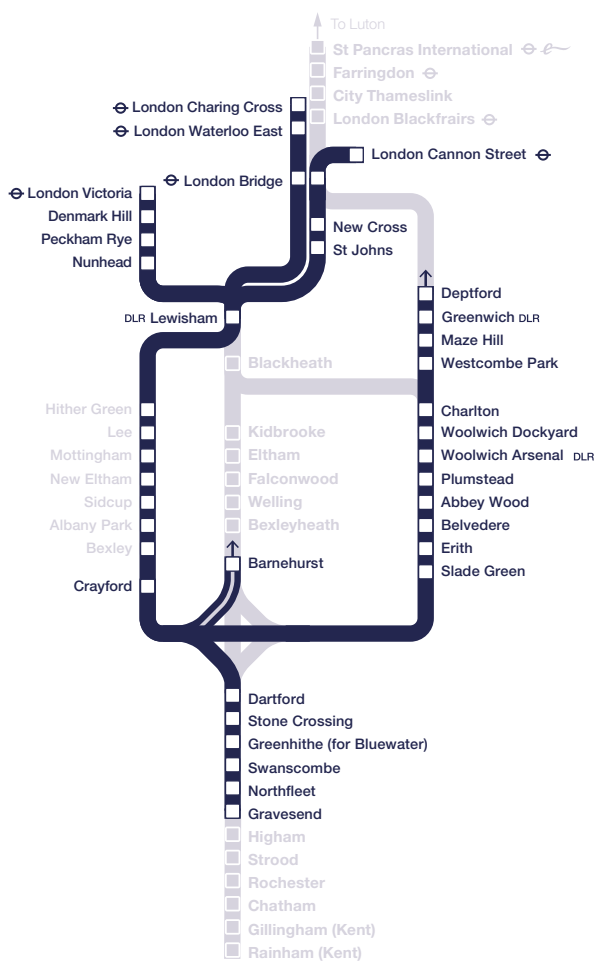 To Luton
St Pancras International
Farringdon
City Thameslink
London Blackfrairs
London Charing Cross
London Waterloo East
London Cannon Street
London Bridge
London Victoria
Denmark Hill
Peckham Rye
Nunhead
New Cross
St Johns
DLR Lewisham
Deptford
Greenwich DLR
Maze Hill
Westcombe Park
Blackheath
Hither Green
Lee
Mottingham
New Eltham
Sidcup
Albany Park
Bexley
Crayford
Kidbrooke
Eltham
Falconwood
Welling
Bexleyheath
Barnehurst
Charlton
Woolwich Dockyard
Woolwich Arsenal DLR
Plumstead
Abbey Wood
Belvedere
Erith
Slade Green
Dartford
Stone Crossing
Greenhithe (for Bluewater)
Swanscombe
Northfleet
Gravesend
Higham
Strood
Rochester
Chatham
Gillingham (Kent)
Rainham (Kent)